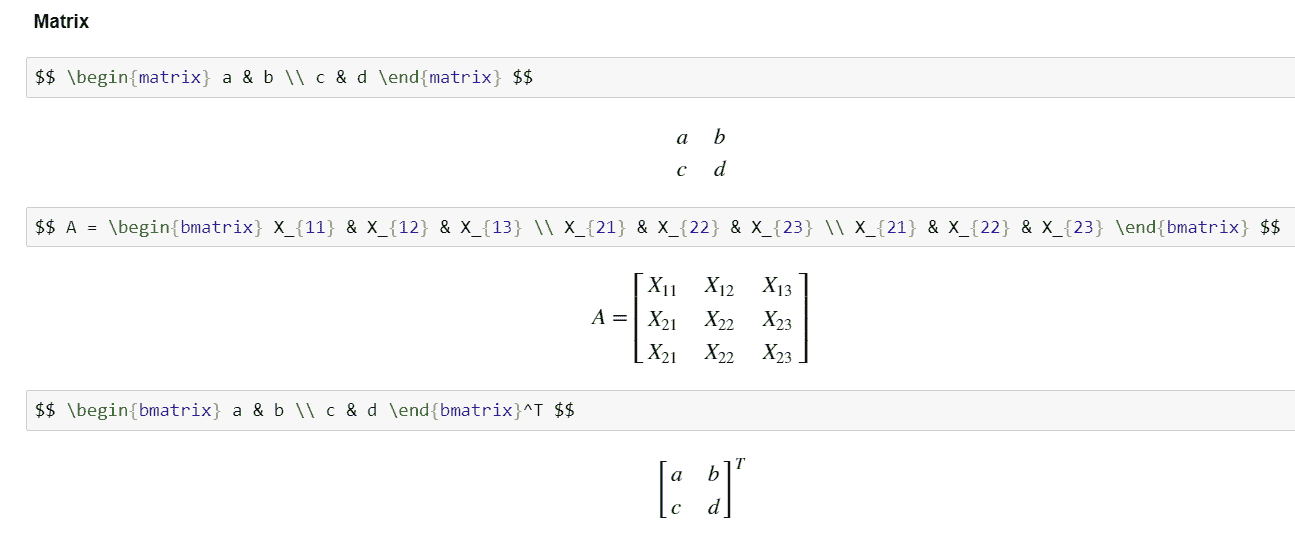 Matrix
$$ \begin{matrix} a & b \\ c & d \end{matrix} $$
a b
c d
$$ A = \begin{bmatrix} X_{11} & X_{12} & X_{13} \\ X_{21} & X_{22} & X_{23} \\ X_{21} & X_{22} & X_{23} \end{bmatrix} $$
A = [ X₁₁ X₁₂ X₁₃
X₂₁ X₂₂ X₂₃
X₂₁ X₂₂ X₂₃ ]
$$ \begin{bmatrix} a & b \\ c & d \end{bmatrix}^T $$
[ a b
c d ]ᵀ